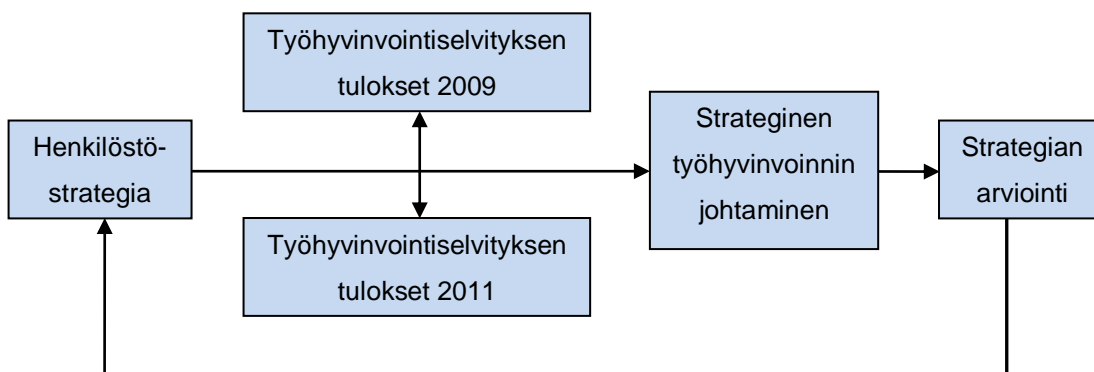 Henkilöstö-
strategia
Työhyvinvointiselvityksen
tulokset 2009
Työhyvinvointiselvityksen
tulokset 2011
Strateginen
työhyvinvoinnin
johtaminen
Strategian
arviointi